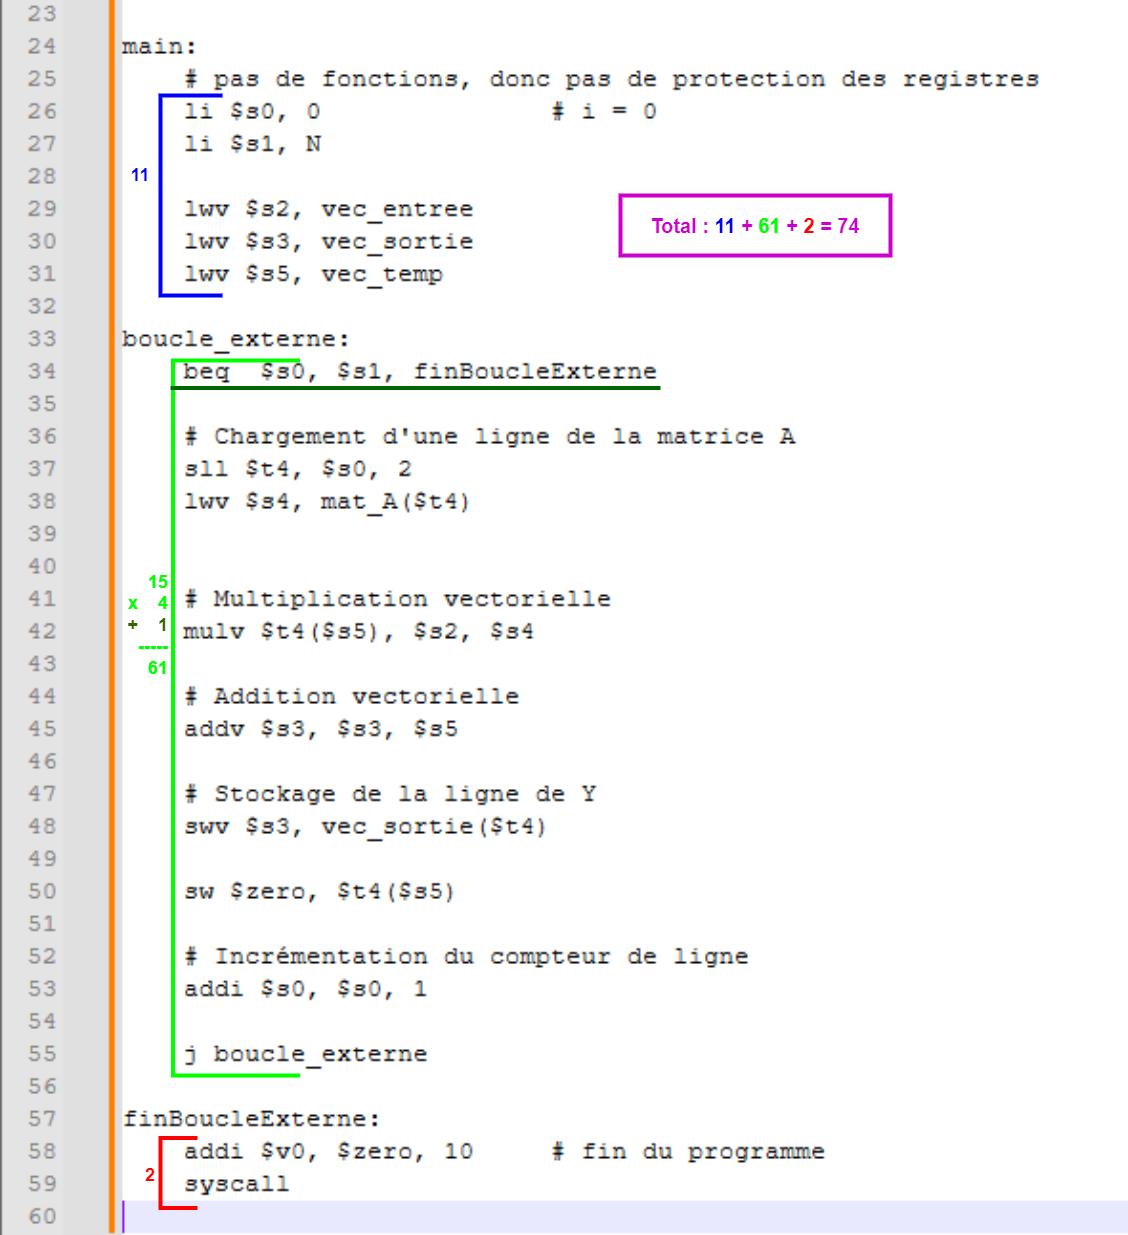 23
24 main:
25 # pas de fonctions, donc pas de protection des registres
26 li $s0, 0 # i = 0
27 li $s1, N
28
11
29 lwv $s2, vec_entree
Total : 11 + 61 + 2 = 74
30 lwv $s3, vec_sortie
31 lwv $s5, vec_temp
32
33 boucle_externe:
34 beq $s0, $s1, finBoucleExterne
35
36 # Chargement d'une ligne de la matrice A
37 sll $t4, $s0, 2
38 lwv $s4, mat_A($t4)
39
40
15
x 4
+ 1
-----
61
41 # Multiplication vectorielle
42 mulv $t4($s5), $s2, $s4
43
44 # Addition vectorielle
45 addv $s3, $s3, $s5
46
47 # Stockage de la ligne de Y
48 swv $s3, vec_sortie($t4)
49
50 sw $zero, $t4($s5)
51
52 # Incrémentation du compteur de ligne
53 addi $s0, $s0, 1
54
55 j boucle_externe
56
57 finBoucleExterne:
58 addi $v0, $zero, 10 # fin du programme
2
59 syscall
60